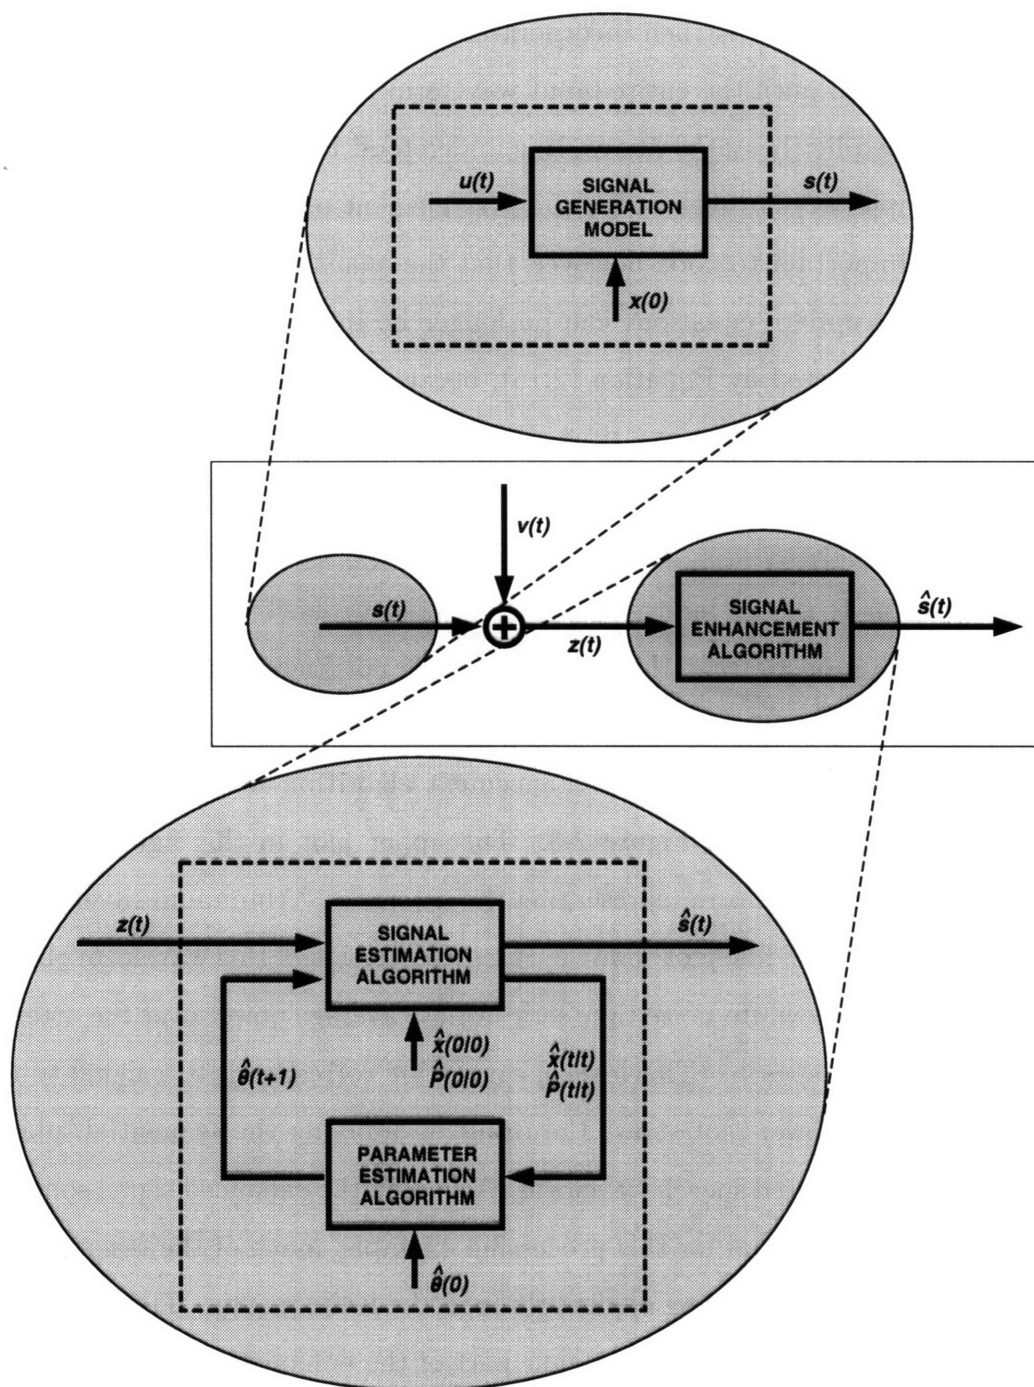 u(t)
SIGNAL
GENERATION
MODEL
s(t)
x(0)
v(t)
s(t)
z(t)
SIGNAL
ENHANCEMENT
ALGORITHM
ŝ(t)
z(t)
SIGNAL
ESTIMATION
ALGORITHM
ŝ(t)
x̂(0/0)
P̂(0/0)
θ̂(t+1)
x̂(t/t)
P̂(t/t)
PARAMETER
ESTIMATION
ALGORITHM
θ̂(0)